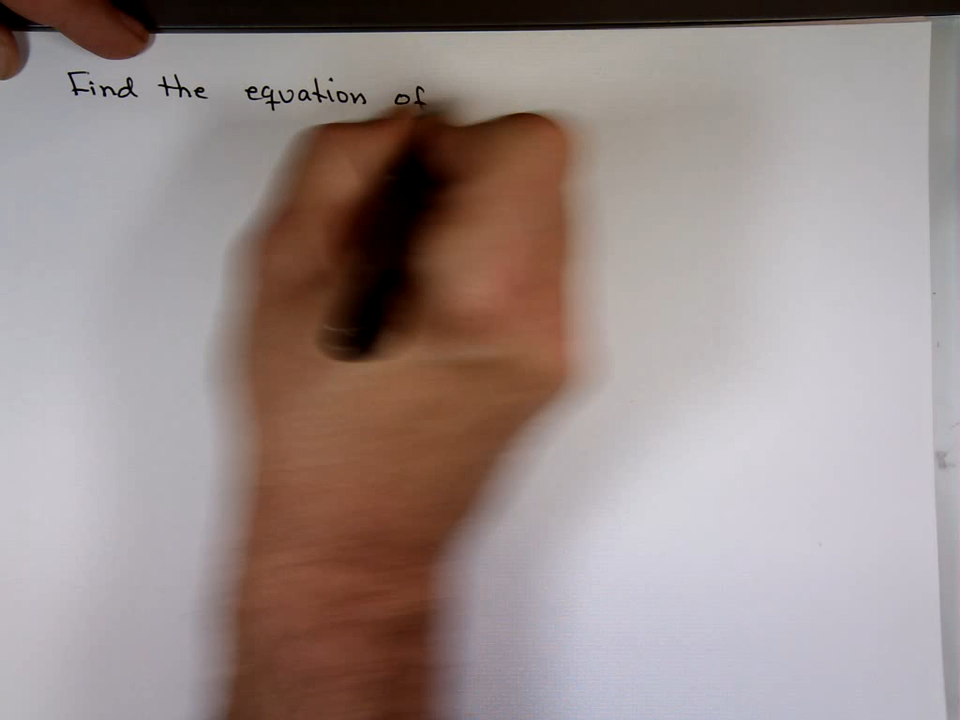 Find the equation of